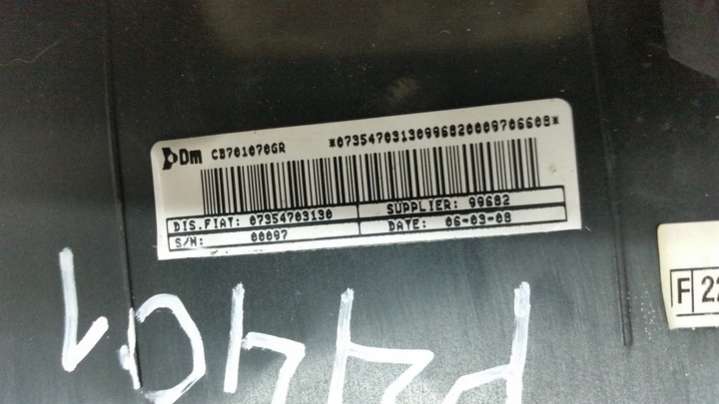 Dm CB701070GR *07354703130996820009706608*
DIS.FIAT: 07354703130 SUPPLIER: 99682
S/N: 00097 DATE: 06-03-08
F 22